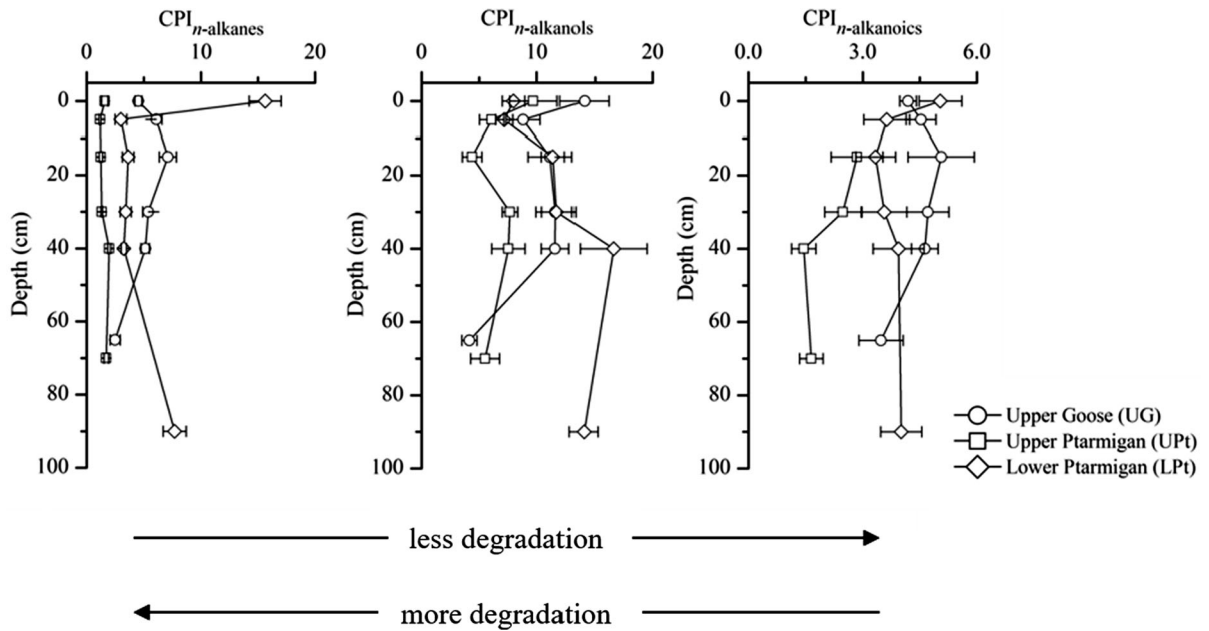 CPIn-alkanes
0 10 20
0
20
40
60
80
100
Depth (cm)
CPIn-alkanols
0 10 20
0
20
40
60
80
100
Depth (cm)
CPIn-alkanoics
0.0 3.0 6.0
0
20
40
60
80
100
Depth (cm)
Upper Goose (UG)
Upper Ptarmigan (UPt)
Lower Ptarmigan (LPt)
less degradation
more degradation